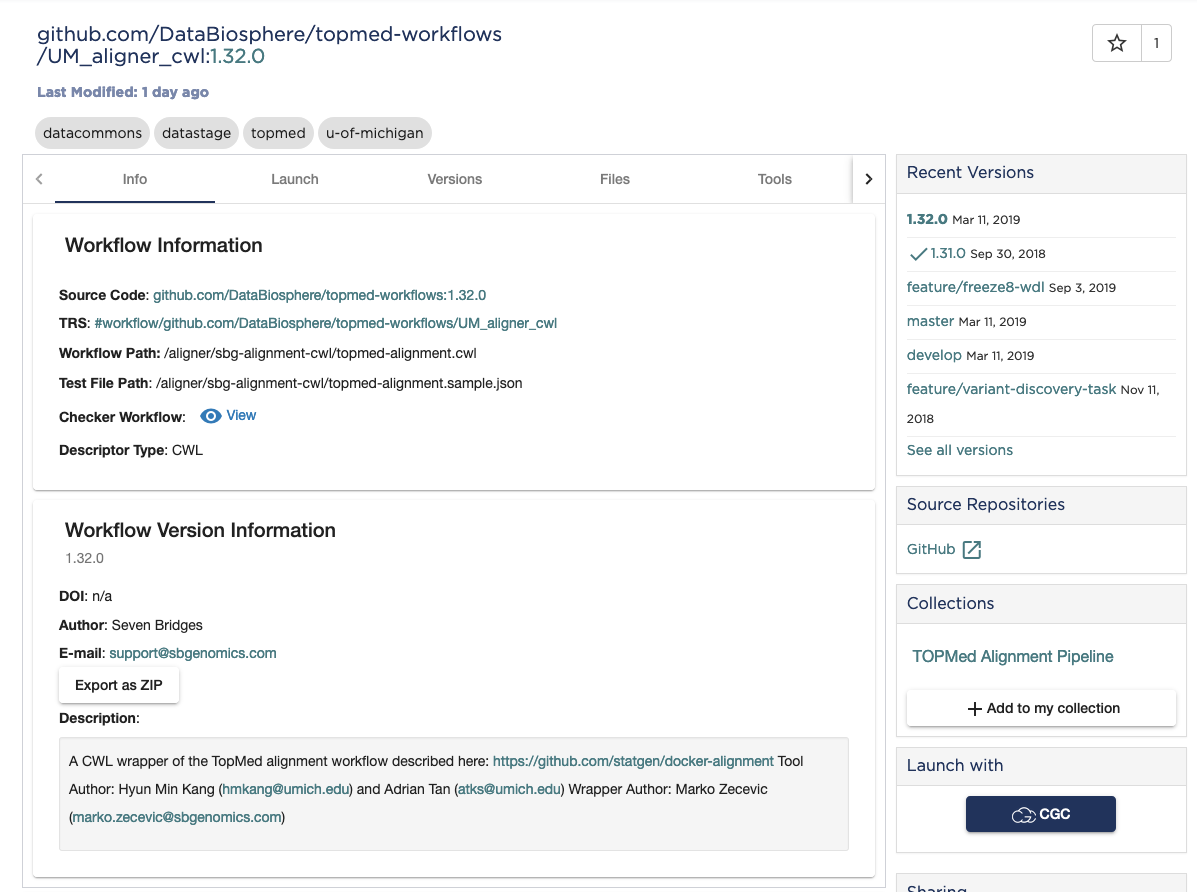 github.com/DataBiosphere/topmed-workflows
/UM_aligner_cwl:1.32.0
1
Last Modified: 1 day ago
datacommons datastage topmed u-of-michigan
Info Launch Versions Files Tools
Workflow Information
Source Code: github.com/DataBiosphere/topmed-workflows:1.32.0
TRS: #workflow/github.com/DataBiosphere/topmed-workflows/UM_aligner_cwl
Workflow Path: /aligner/sbg-alignment-cwl/topmed-alignment.cwl
Test File Path: /aligner/sbg-alignment-cwl/topmed-alignment.sample.json
Checker Workflow: View
Descriptor Type: CWL
Workflow Version Information
1.32.0
DOI: n/a
Author: Seven Bridges
E-mail: support@sbgenomics.com
Export as ZIP
Description:
A CWL wrapper of the TopMed alignment workflow described here: https://github.com/statgen/docker-alignment Tool
Author: Hyun Min Kang (hmkang@umich.edu) and Adrian Tan (atks@umich.edu) Wrapper Author: Marko Zecevic
(marko.zecevic@sbgenomics.com)
Recent Versions
1.32.0 Mar 11, 2019
1.31.0 Sep 30, 2018
feature/freeze8-wdl Sep 3, 2019
master Mar 11, 2019
develop Mar 11, 2019
feature/variant-discovery-task Nov 11,
2018
See all versions
Source Repositories
GitHub
Collections
TOPMed Alignment Pipeline
Add to my collection
Launch with
CGC
Sharing